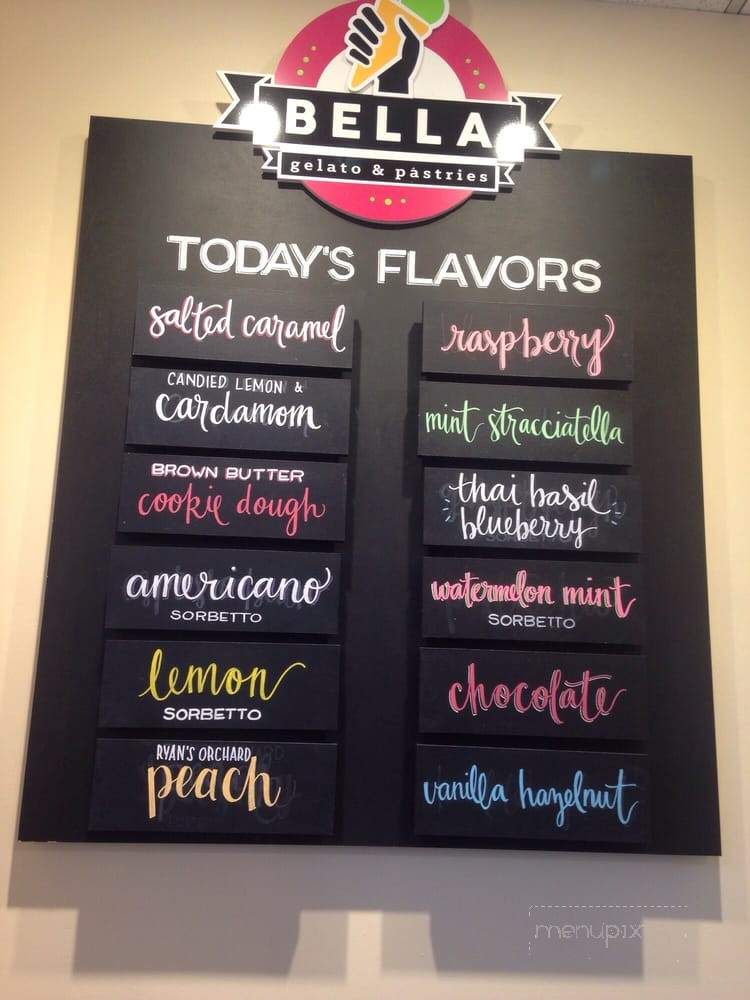 BELLA
gelato & pastries
TODAY'S FLAVORS
salted caramel
CANDIED LEMON &
cardamom
BROWN BUTTER
cookie dough
americano
SORBETTO
lemon
SORBETTO
RYAN'S ORCHARD
peach
raspberry
mint stracciatella
thai basil
blueberry
SORBETTO
watermelon mint
SORBETTO
chocolate
vanilla hazelnut
menupix